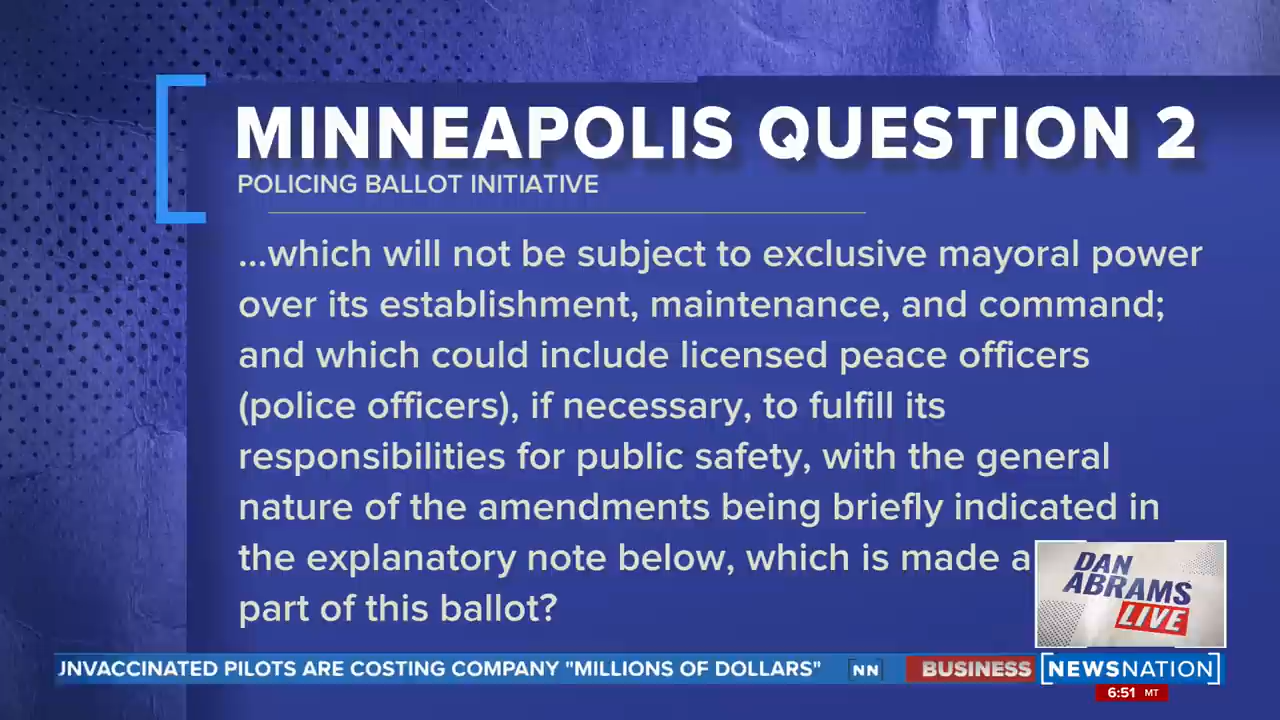 MINNEAPOLIS QUESTION 2
POLICING BALLOT INITIATIVE
...which will not be subject to exclusive mayoral power
over its establishment, maintenance, and command;
and which could include licensed peace officers
(police officers), if necessary, to fulfill its
responsibilities for public safety, with the general
nature of the amendments being briefly indicated in
the explanatory note below, which is made a
part of this ballot?
DAN
ABRAMS
LIVE
PILOTS ARE COSTING COMPANY "MILLIONS OF DOLLARS" NN BUSINESS NEWSNATION
6:51 MT